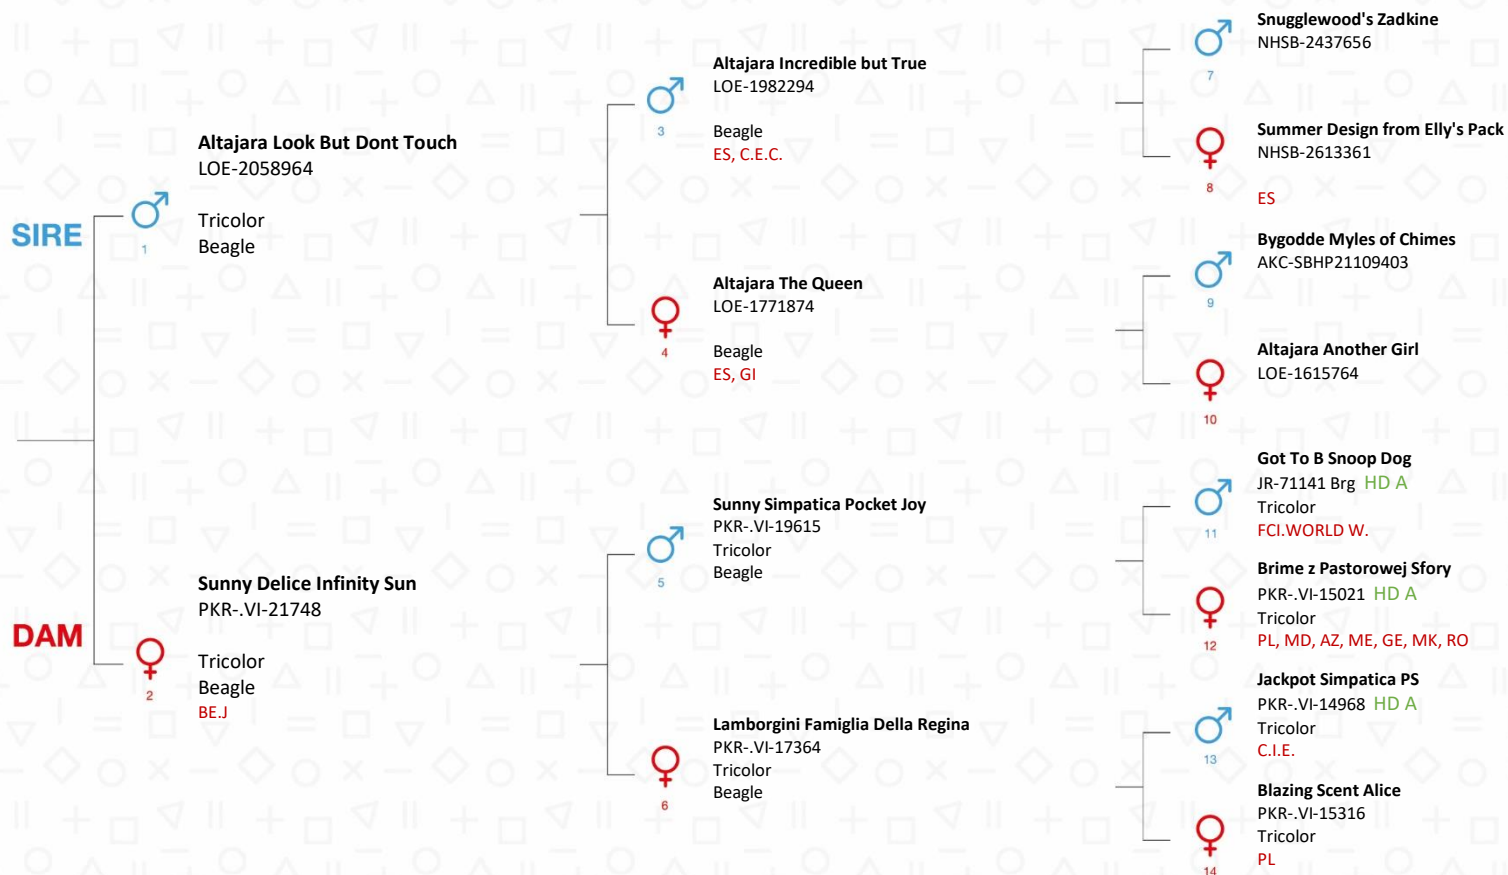 SIRE
1
Altajara Look But Dont Touch
LOE-2058964
Tricolor
Beagle
DAM
2
Sunny Delice Infinity Sun
PKR-.VI-21748
Tricolor
Beagle
BE.J
3
Altajara Incredible but True
LOE-1982294
Beagle
ES, C.E.C.
4
Altajara The Queen
LOE-1771874
Beagle
ES, GI
5
Sunny Simpatica Pocket Joy
PKR-.VI-19615
Tricolor
Beagle
6
Lamborgini Famiglia Della Regina
PKR-.VI-17364
Tricolor
Beagle
7
Snugglewood's Zadkine
NHSB-2437656
8
Summer Design from Elly's Pack
NHSB-2613361
ES
9
Bygodde Myles of Chimes
AKC-SBHP21109403
10
Altajara Another Girl
LOE-1615764
11
Got To B Snoop Dog
JR-71141 Brg HD A
Tricolor
FCI.WORLD W.
12
Brime z Pastorowej Sfory
PKR-.VI-15021 HD A
Tricolor
PL, MD, AZ, ME, GE, MK, RO
13
Jackpot Simpatica PS
PKR-.VI-14968 HD A
Tricolor
C.I.E.
14
Blazing Scent Alice
PKR-.VI-15316
Tricolor
PL